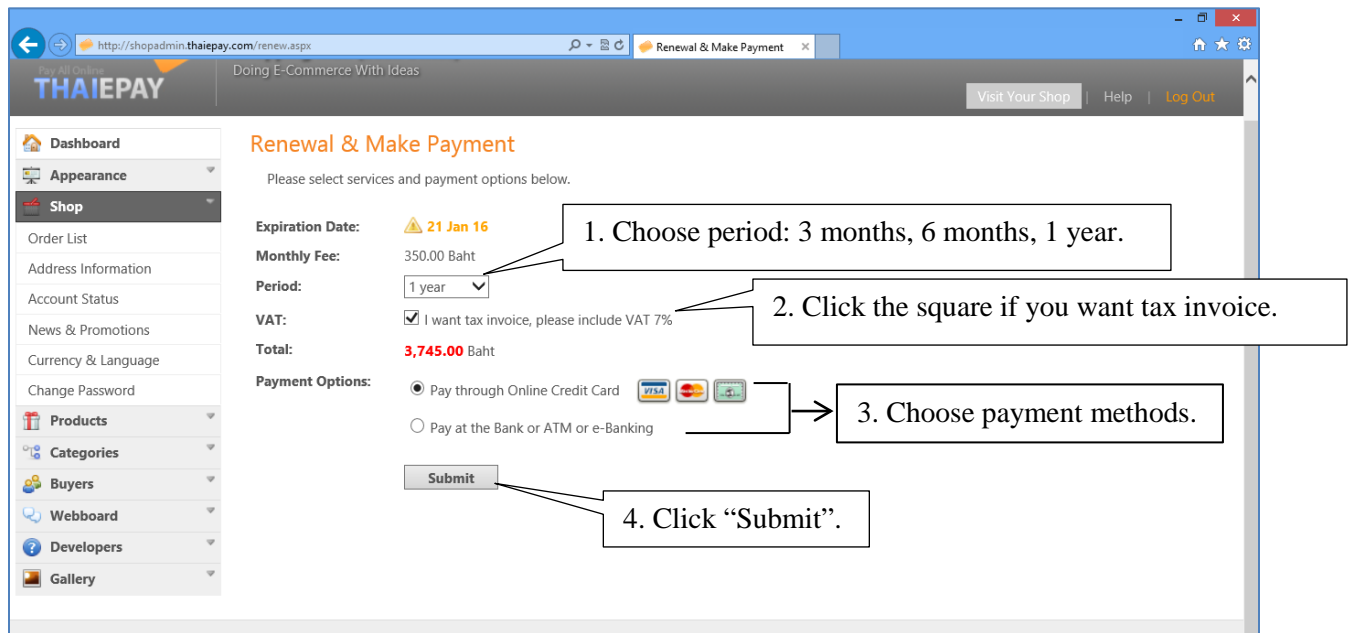 http://shopadmin.thaiepay.com/renew.aspx
Renewal & Make Payment
Pay All Online
THAIEPAY
Doing E-Commerce With Ideas
Visit Your Shop | Help | Log Out
Dashboard
Appearance
Shop
Order List
Address Information
Account Status
News & Promotions
Currency & Language
Change Password
Products
Categories
Buyers
Webboard
Developers
Gallery
Renewal & Make Payment
Please select services and payment options below.
Expiration Date: 21 Jan 16
Monthly Fee: 350.00 Baht
Period: 1 year
VAT: I want tax invoice, please include VAT 7%
Total: 3,745.00 Baht
Payment Options: Pay through Online Credit Card VISA
Pay at the Bank or ATM or e-Banking
Submit
1. Choose period: 3 months, 6 months, 1 year.
2. Click the square if you want tax invoice.
3. Choose payment methods.
4. Click “Submit”.